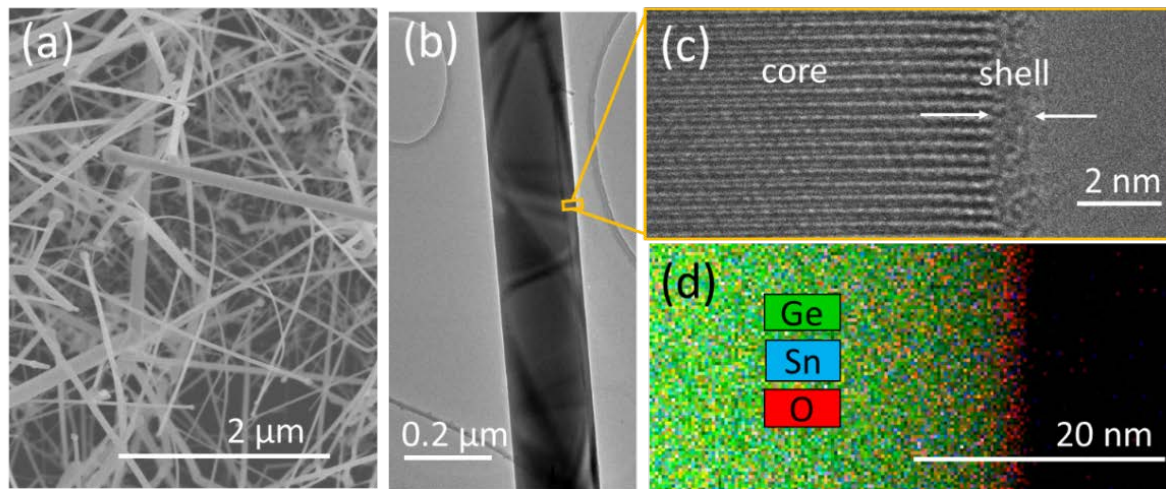 (a)
2 μm
(b)
0.2 μm
(c)
core
shell
2 nm
(d)
Ge
Sn
O
20 nm